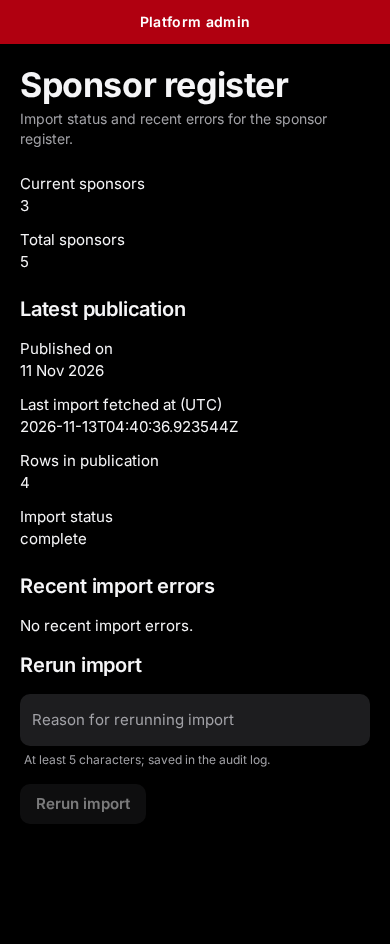 Platform admin
Sponsor register
Import status and recent errors for the sponsor
register.
Current sponsors
3
Total sponsors
5
Latest publication
Published on
11 Nov 2026
Last import fetched at (UTC)
2026-11-13T04:40:36.923544Z
Rows in publication
4
Import status
complete
Recent import errors
No recent import errors.
Rerun import
Reason for rerunning import
At least 5 characters; saved in the audit log.
Rerun import